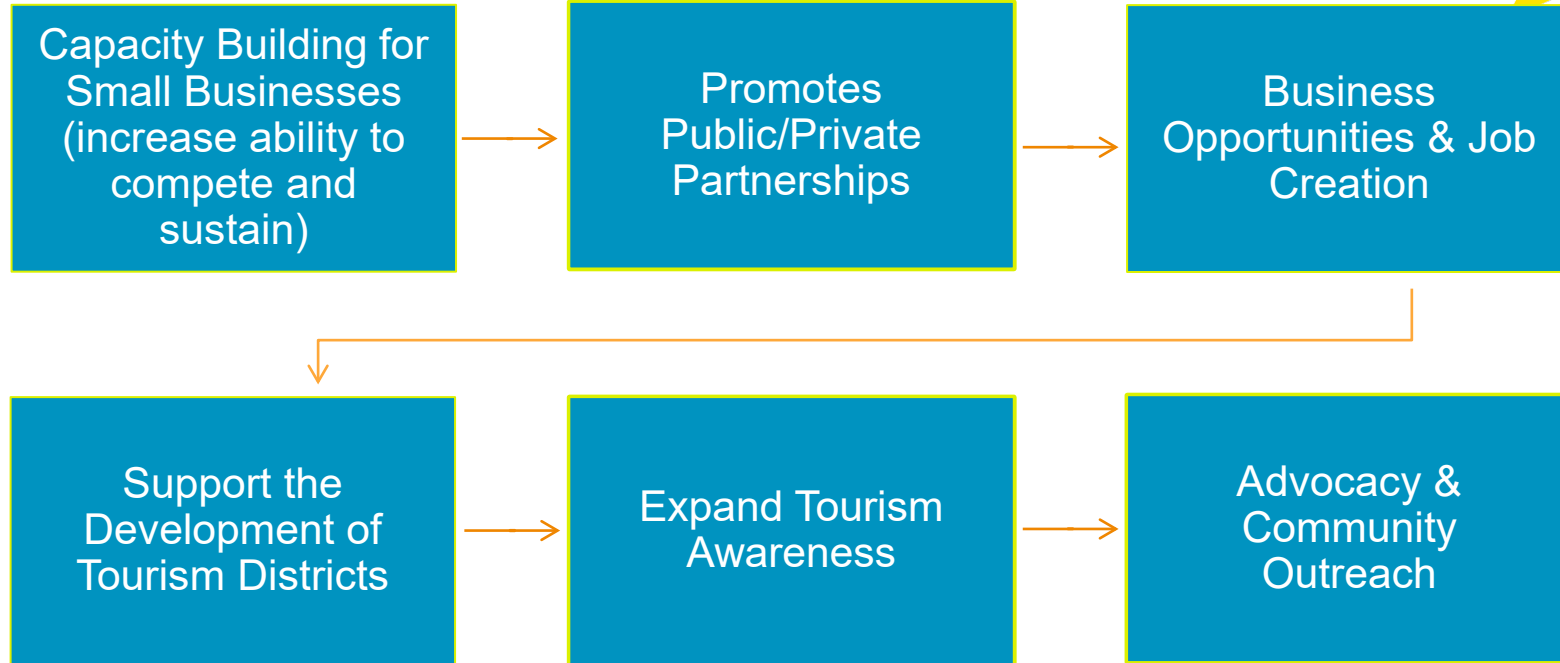 Capacity Building for
Small Businesses
(increase ability to
compete and
sustain)
Promotes
Public/Private
Partnerships
Business
Opportunities & Job
Creation
Support the
Development of
Tourism Districts
Expand Tourism
Awareness
Advocacy &
Community
Outreach